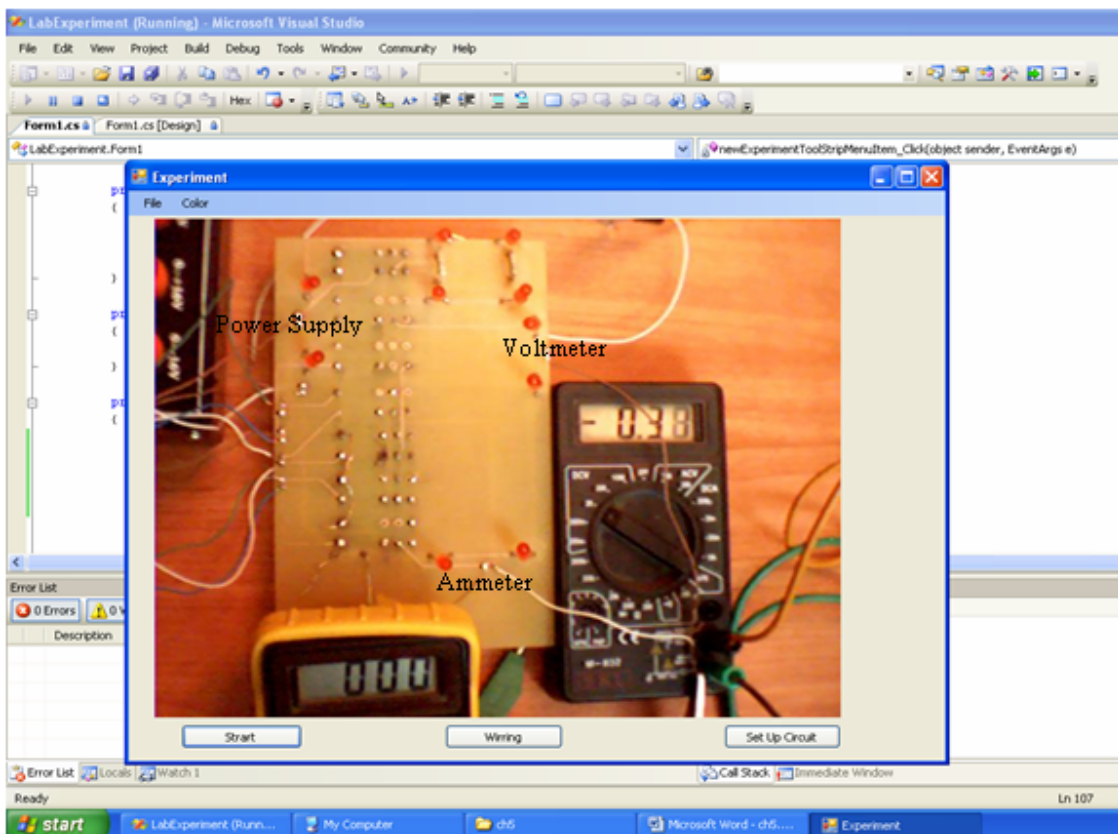 LabExperiment (Running) - Microsoft Visual Studio
File Edit View Project Build Debug Tools Window Community Help
Hex
Form1.cs Form1.cs [Design]
LabExperiment.Form1 newExperimentToolStripMenuItem_Click(object sender, EventArgs e)
Experiment
File Color
Power Supply
Voltmeter
- 0.38
DCV ACV
Ammeter
000
Strart Wirring Set Up Circuit
Error List
0 Errors
Description
Error List Locals Watch 1 Call Stack Immediate Window
Ready Ln 107
start LabExperiment (Runn... My Computer ch5 Microsoft Word - ch5.... Experiment